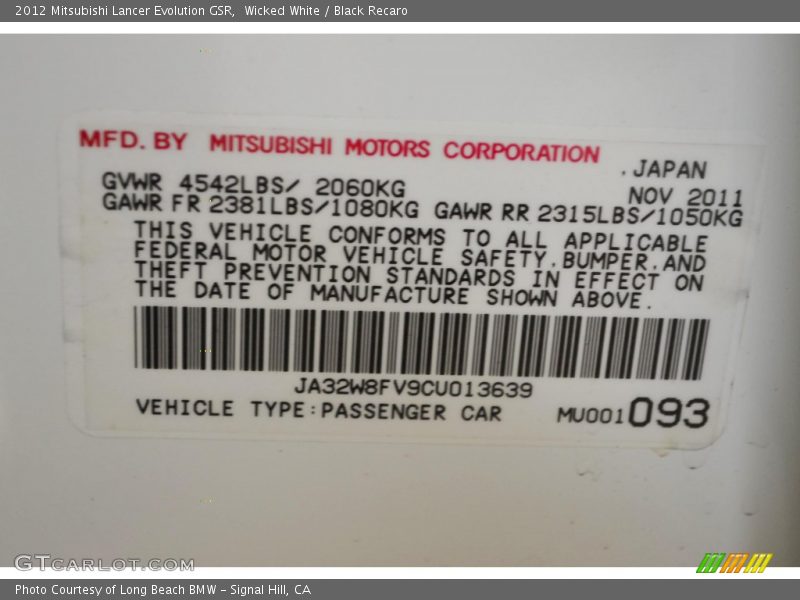 2012 Mitsubishi Lancer Evolution GSR,  Wicked White / Black Recaro
MFD. BY MITSUBISHI MOTORS CORPORATION
.JAPAN
GVWR 4542LBS/ 2060KG
NOV 2011
GAWR FR 2381LBS/1080KG GAWR RR 2315LBS/1050KG
THIS VEHICLE CONFORMS TO ALL APPLICABLE
FEDERAL MOTOR VEHICLE SAFETY.BUMPER.AND
THEFT PREVENTION STANDARDS IN EFFECT ON
THE DATE OF MANUFACTURE SHOWN ABOVE.
JA32W8FV9CU013639
VEHICLE TYPE:PASSENGER CAR MU001093
GTCARLOT.COM
Photo Courtesy of Long Beach BMW - Signal Hill, CA